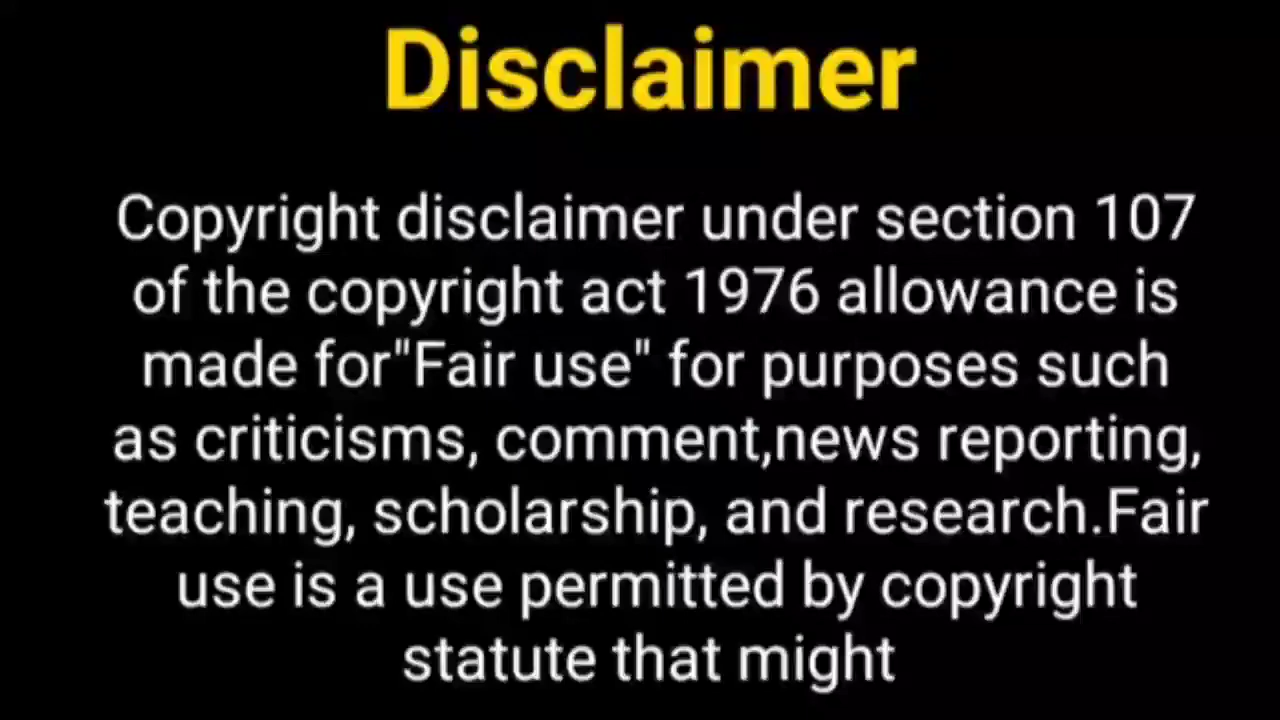 Disclaimer
Copyright disclaimer under section 107
of the copyright act 1976 allowance is
made for"Fair use" for purposes such
as criticisms, comment,news reporting,
teaching, scholarship, and research.Fair
use is a use permitted by copyright
statute that might